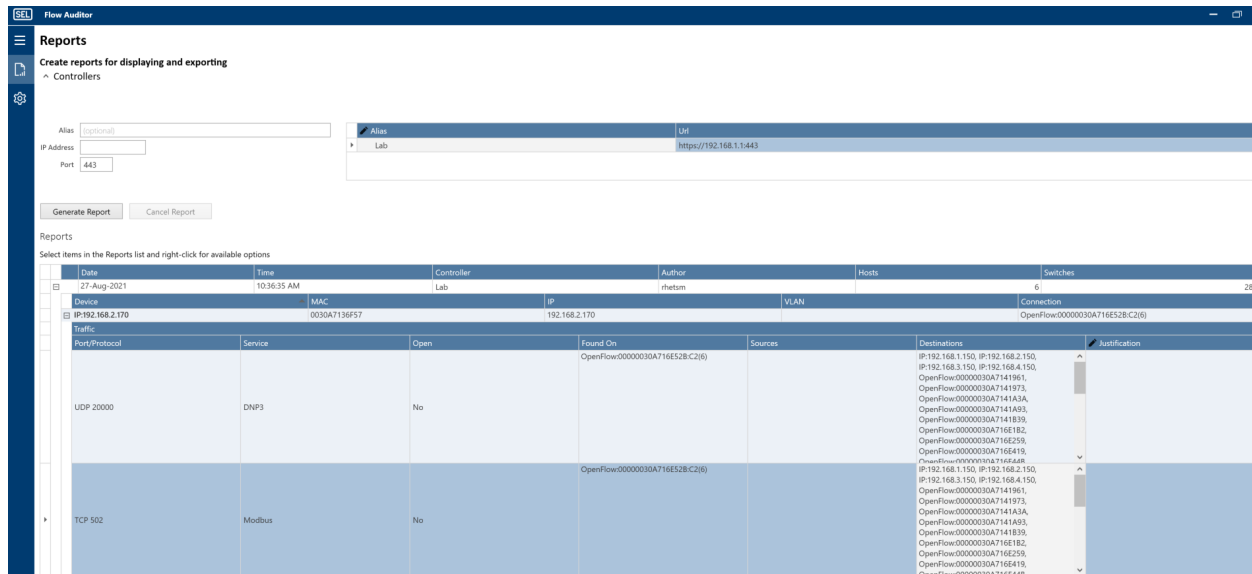 SEL Flow Auditor
Reports
Create reports for displaying and exporting
Controllers
Alias (optional)
IP Address
Port 443
Alias Url
Lab https://192.168.1.1:443
Generate Report Cancel Report
Reports
Select items in the Reports list and right-click for available options
Date Time Controller Author Hosts Switches
27-Aug-2021 10:36:35 AM Lab rhetsm 6 28
Device MAC IP VLAN Connection
IP:192.168.2.170 0030A7136F57 192.168.2.170 OpenFlow:00000030A716E52B:C2(6)
Traffic
Port/Protocol Service Open Found On Sources Destinations Justification
UDP 20000 DNP3 No OpenFlow:00000030A716E52B:C2(6)
IP:192.168.1.150, IP:192.168.2.150,
IP:192.168.3.150, IP:192.168.4.150,
OpenFlow:00000030A7141961,
OpenFlow:00000030A7141973,
OpenFlow:00000030A7141A3A,
OpenFlow:00000030A7141A93,
OpenFlow:00000030A7141B39,
OpenFlow:00000030A716E1B2,
OpenFlow:00000030A716E259,
OpenFlow:00000030A716E419,
OpenFlow:00000030A716E44B
TCP 502 Modbus No OpenFlow:00000030A716E52B:C2(6)
IP:192.168.1.150, IP:192.168.2.150,
IP:192.168.3.150, IP:192.168.4.150,
OpenFlow:00000030A7141961,
OpenFlow:00000030A7141973,
OpenFlow:00000030A7141A3A,
OpenFlow:00000030A7141A93,
OpenFlow:00000030A7141B39,
OpenFlow:00000030A716E1B2,
OpenFlow:00000030A716E259,
OpenFlow:00000030A716E419,